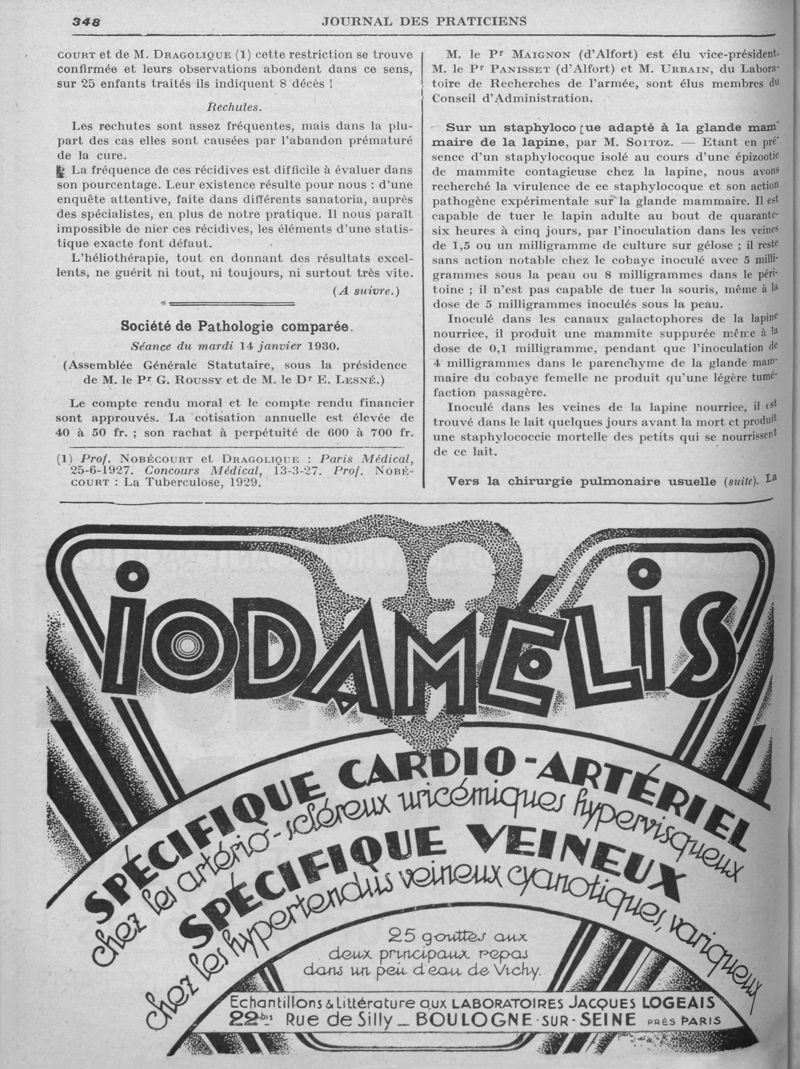 348
JOURNAL DES PRATICIENS
COURT et de M. DRAGOLIQUE (1) cette restriction se trouve
confirmée et leurs observations abondent dans ce sens,
sur 25 enfants traités ils indiquent 8 décès !
Rechutes.
Les rechutes sont assez fréquentes, mais dans la plu-
part des cas elles sont causées par l'abandon prématuré
de la cure.
La fréquence de ces récidives est difficile à évaluer dans
son pourcentage. Leur existence résulte pour nous : d'une
enquête attentive, faite dans différents sanatoria, auprès
des spécialistes, en plus de notre pratique. Il nous paraît
impossible de nier ces récidives, les éléments d'une statis-
tique exacte font défaut.
L'héliothérapie, tout en donnant des résultats excel-
lents, ne guérit ni tout, ni toujours, ni surtout très vite.
(A suivre.)
Société de Pathologie comparée.
Séance du mardi 14 janvier 1930.
(Assemblée Générale Statutaire, sous la présidence
de M. le Pr G. ROUSSY et de M. le Dr E. LESNÉ.)
Le compte rendu moral et le compte rendu financier
sont approuvés. La cotisation annuelle est élevée de
40 à 50 fr. ; son rachat à perpétuité de 600 à 700 fr.
(1) Prof. NOBÉCOURT et DRAGOLIQUE : Paris Médical,
25-6-1927. Concours Médical, 13-3-27. Prof. NOBÉ-
COURT : La Tuberculose, 1929.
M. le Pr MAIGNON (d'Alfort) est élu vice-président.
M. le Pr PANISSET (d'Alfort) et M. URBAIN, du Labora-
toire de Recherches de l'armée, sont élus membres du
Conseil d'Administration.
Sur un staphyloco[ue adapté à la glande mam-
maire de la lapine, par M. SOITOZ. — Etant en pré-
sence d'un staphylocoque isolé au cours d'une épizootie
de mammite contagieuse chez la lapine, nous avons
recherché la virulence de ce staphylocoque et son action
pathogène expérimentale sur la glande mammaire. Il est
capable de tuer le lapin adulte au bout de quarante-
six heures à cinq jours, par l'inoculation dans les veines
de 1,5 ou un milligramme de culture sur gélose ; il reste
sans action notable chez le cobaye inoculé avec 5 milli-
grammes sous la peau ou 8 milligrammes dans le péri-
toine ; il n'est pas capable de tuer la souris, même à la
dose de 5 milligrammes inoculés sous la peau.
Inoculé dans les canaux galactophores de la lapine
nourrice, il produit une mammite suppurée même à la
dose de 0,1 milligramme, pendant que l'inoculation de
4 milligrammes dans le parenchyme de la glande mam-
maire du cobaye femelle ne produit qu'une légère tumé-
faction passagère.
Inoculé dans les veines de la lapine nourrice, il est
trouvé dans le lait quelques jours avant la mort et produit
une staphylococcie mortelle des petits qui se nourrissent
de ce lait.
Vers la chirurgie pulmonaire usuelle (suite). La
IODAMÉLIS
SPÉCIFIQUE CARDIO-ARTÉRIEL
chez les artério-scléreux uricémiques hypervisqueux
SPÉCIFIQUE VEINEUX
chez les hypertendus veineux cyanotiques, variqueux
25 gouttes aux
deux principaux repas
dans un peu d'eau de Vichy.
Echantillons & Littérature aux LABORATOIRES JACQUES LOGEAIS
22bis Rue de Silly_ BOULOGNE-SUR-SEINE PRÈS PARIS